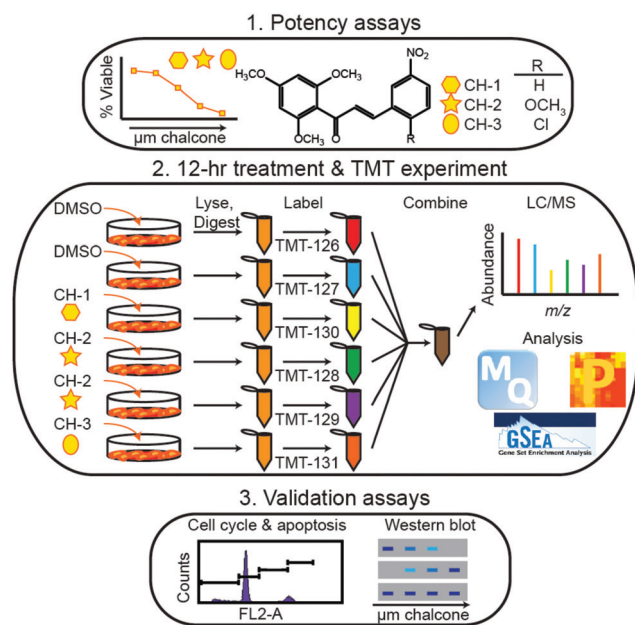 1. Potency assays
% Viable
µm chalcone
H₃CO
OCH₃
OCH₃
O
NO₂
R
R
CH-1 H
CH-2 OCH₃
CH-3 Cl
2. 12-hr treatment & TMT experiment
Lyse, Digest
Label
Combine
LC/MS
DMSO
TMT-126
DMSO
TMT-127
CH-1
TMT-130
CH-2
TMT-128
CH-2
TMT-129
CH-3
TMT-131
Abundance
m/z
Analysis
MQ
P
GSEA
Gene Set Enrichment Analysis
3. Validation assays
Cell cycle & apoptosis
Western blot
Counts
FL2-A
µm chalcone